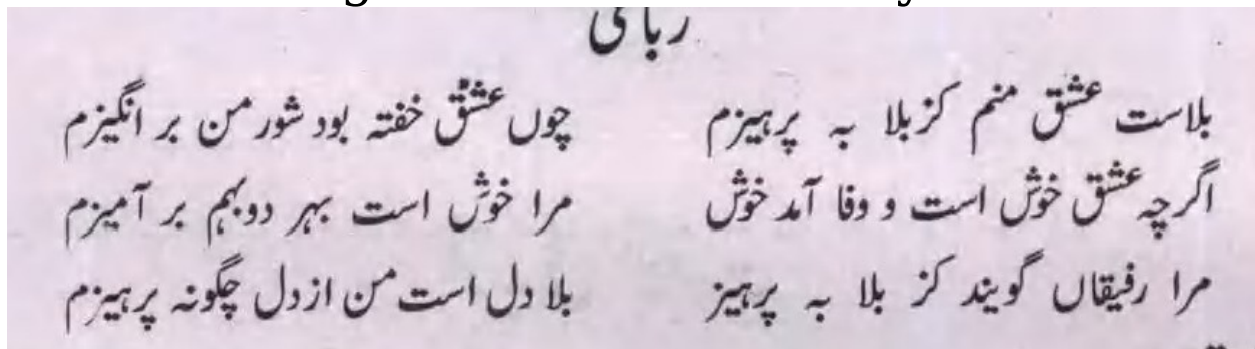 رباعی
بلاست عشق منم کز بلا بہ پرہیزم چوں عشق خفتہ بود شور من بر انگیزم
اگرچہ عشق خوش است و وفا آمد خوش مرا خوش است بہر دو بہم بر آمیزم
مرا رفیقاں گویند کز بلا بہ پرہیز بلا دل است من از دل چگونہ پرہیزم